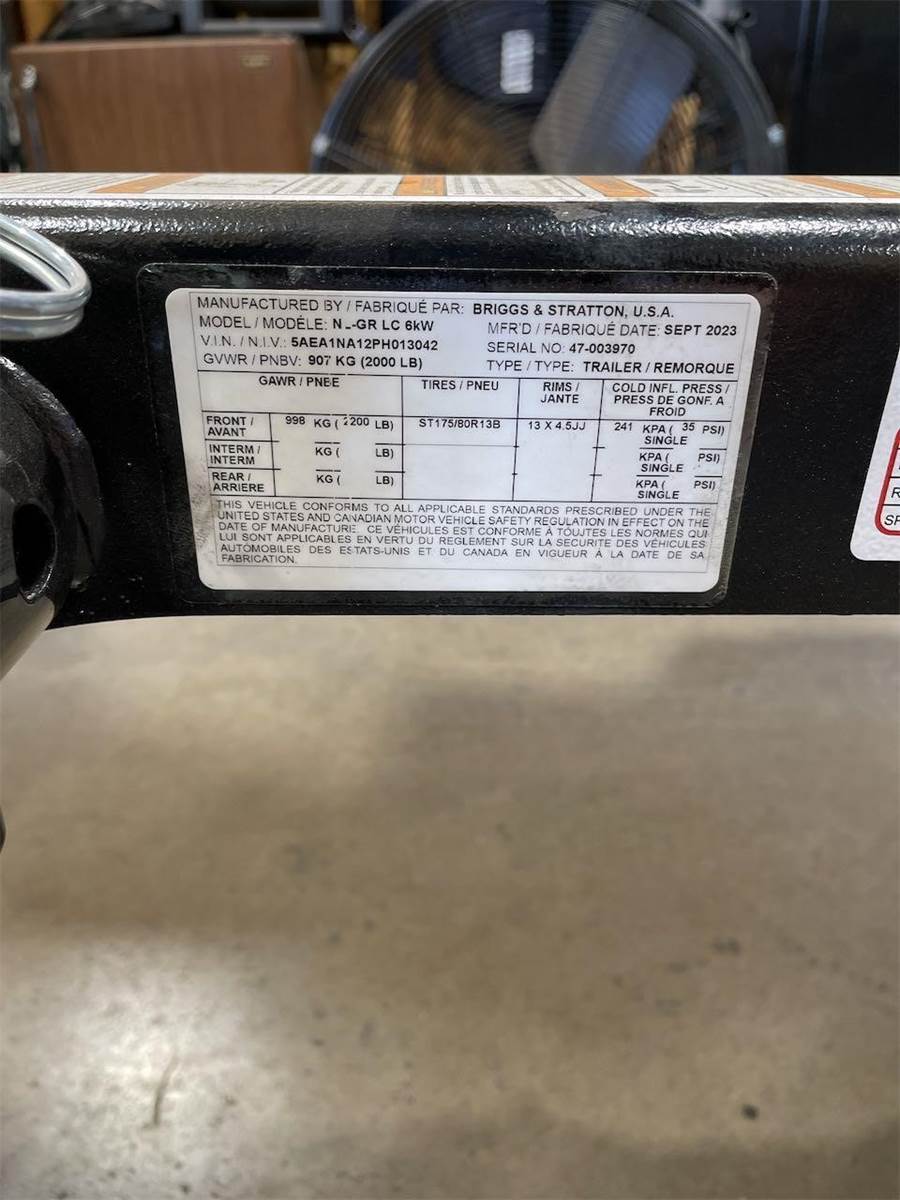 MANUFACTURED BY / FABRIQUÉ PAR: BRIGGS & STRATTON, U.S.A.
MODEL / MODÉLE: N -GR LC 6kW MFR'D / FABRIQUÉ DATE: SEPT 2023
V.I.N. / N.I.V.: 5AEA1NA12PH013042 SERIAL NO: 47-003970
GVWR / PNBV: 907 KG (2000 LB) TYPE / TYPE: TRAILER / REMORQUE
GAWR / PNBE TIRES / PNEU RIMS / JANTE COLD INFL. PRESS / PRESS DE GONF. A FROID
FRONT / AVANT 998 KG ( 2200 LB) ST175/80R13B 13 X 4.5JJ 241 KPA ( 35 PSI) SINGLE
INTERM / INTERM KG ( LB) KPA ( PSI) SINGLE
REAR / ARRIERE KG ( LB) KPA ( PSI) SINGLE
THIS VEHICLE CONFORMS TO ALL APPLICABLE STANDARDS PRESCRIBED UNDER THE
UNITED STATES AND CANADIAN MOTOR VEHICLE SAFETY REGULATION IN EFFECT ON THE
DATE OF MANUFACTURE. CE VÉHICULES EST CONFORME À TOUTES LES NORMES QUI
LUI SONT APPLICABLES EN VERTU DU REGLEMENT SUR LA SECURITE DES VÉHICULES
AUTOMOBILES DES ESTATS-UNIS ET DU CANADA EN VIGUEUR À LA DATE DE SA
FABRICATION.